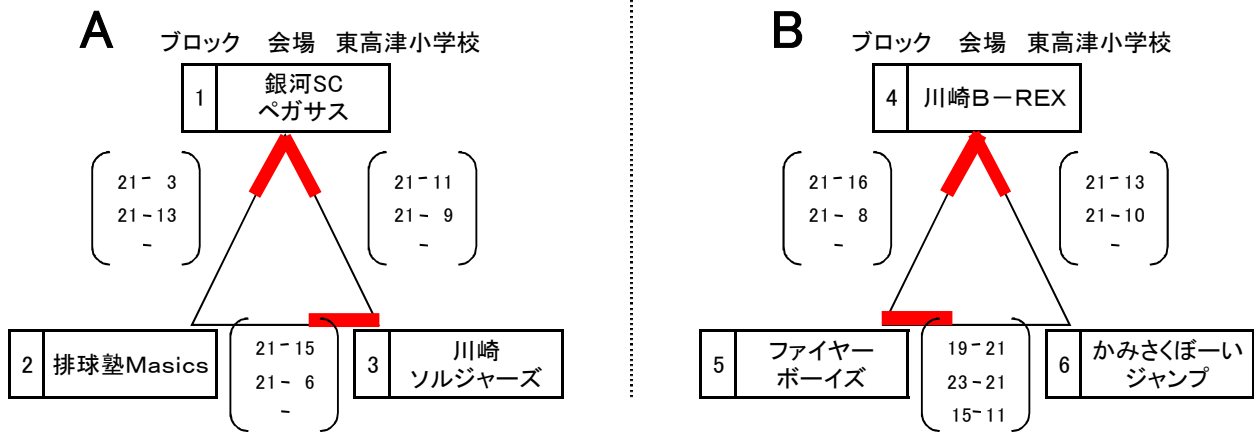 A ブロック 会場 東高津小学校
1 銀河SC
ペガサス
21- 3
21-13
-
21-11
21- 9
-
2 排球塾Masics
21-15
21- 6
-
3 川崎
ソルジャーズ
B ブロック 会場 東高津小学校
4 川崎B-REX
21-16
21- 8
-
21-13
21-10
-
5 ファイヤー
ボーイズ
19-21
23-21
15-11
6 かみさくぼーい
ジャンプ